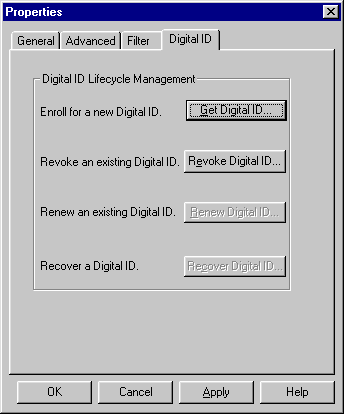 Properties
General Advanced Filter Digital ID
Digital ID Lifecycle Management
Enroll for a new Digital ID. Get Digital ID...
Revoke an existing Digital ID. Revoke Digital ID...
Renew an existing Digital ID. Renew Digital ID...
Recover a Digital ID. Recover Digital ID...
OK Cancel Apply Help